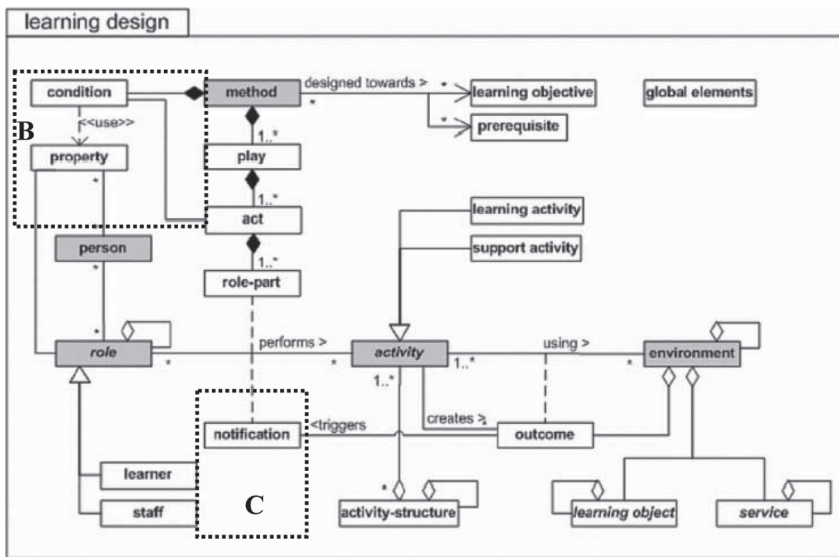 learning design
condition
method
designed towards >
*
*
*
learning objective
global elements
<<use>>
B
1..*
prerequisite
property
play
*
1..*
act
learning activity
*
person
1..*
support activity
*
role-part
*
performs >
using >
role
*
*
activity
1..*
*
environment
1..*
notification
<triggers
creates >
*
outcome
learner
C
staff
*
activity-structure
learning object
service